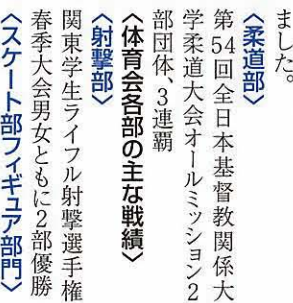 ました。
〈柔道部〉
第54回全日本基督教関係大
学柔道大会オールミッション2
部団体、3連覇
〈体育会各部の主な戦績〉
〈射撃部〉
関東学生ライフル射撃選手権
春季大会男女ともに2部優勝
〈スケート部フィギュア部門〉